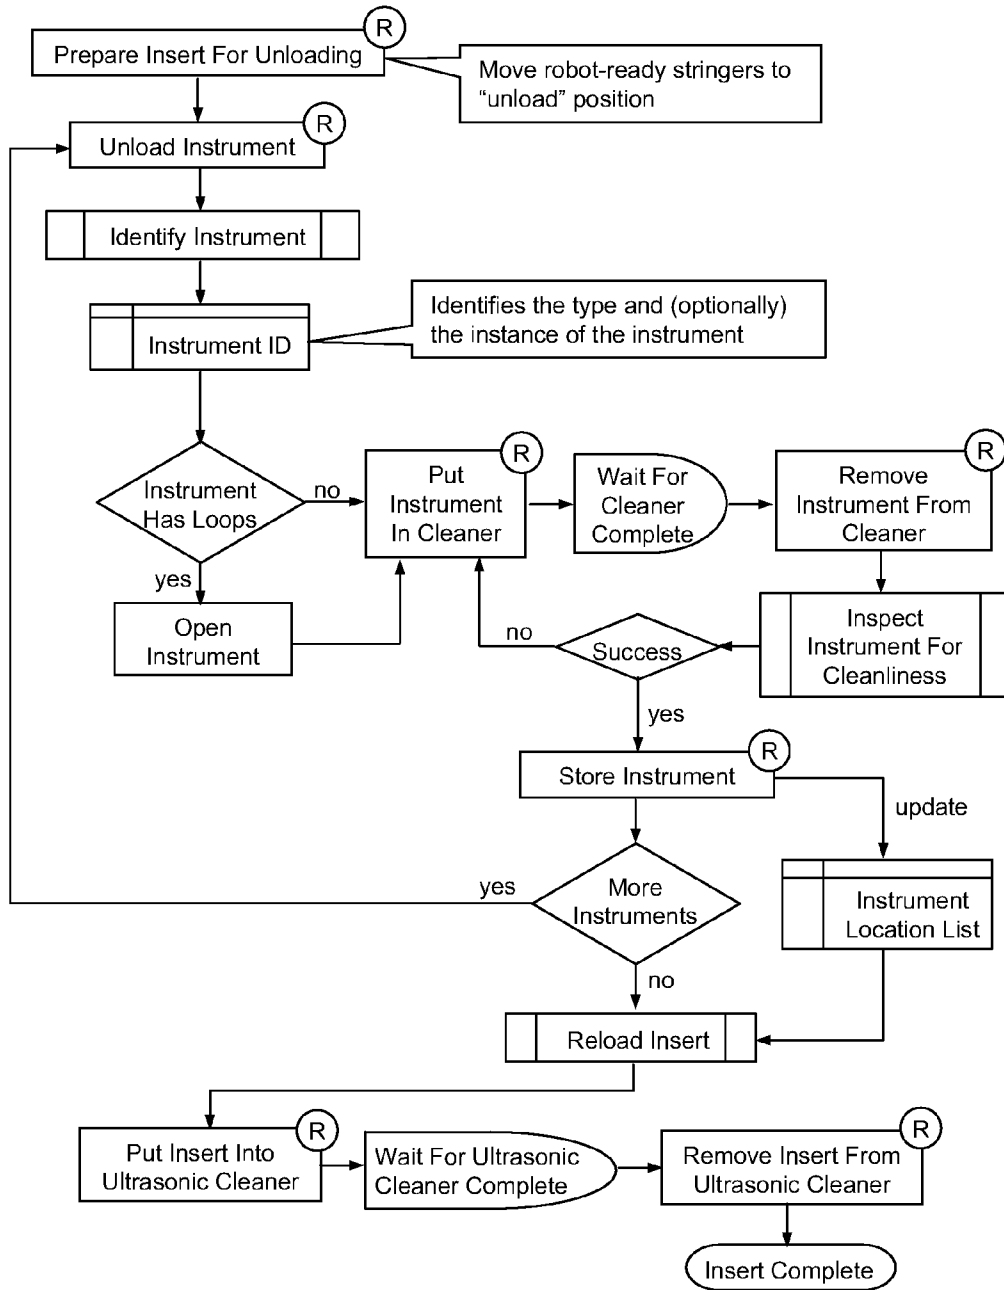 R
Prepare Insert For Unloading
Move robot-ready stringers to
“unload” position
R
Unload Instrument
Identify Instrument
Instrument ID
Identifies the type and (optionally)
the instance of the instrument
Instrument
Has Loops
no
yes
Open
Instrument
R
Put
Instrument
In Cleaner
Wait For
Cleaner
Complete
R
Remove
Instrument From
Cleaner
Inspect
Instrument For
Cleanliness
Success
no
yes
R
Store Instrument
update
Instrument
Location List
More
Instruments
yes
no
Reload Insert
R
Put Insert Into
Ultrasonic Cleaner
Wait For Ultrasonic
Cleaner Complete
R
Remove Insert From
Ultrasonic Cleaner
Insert Complete